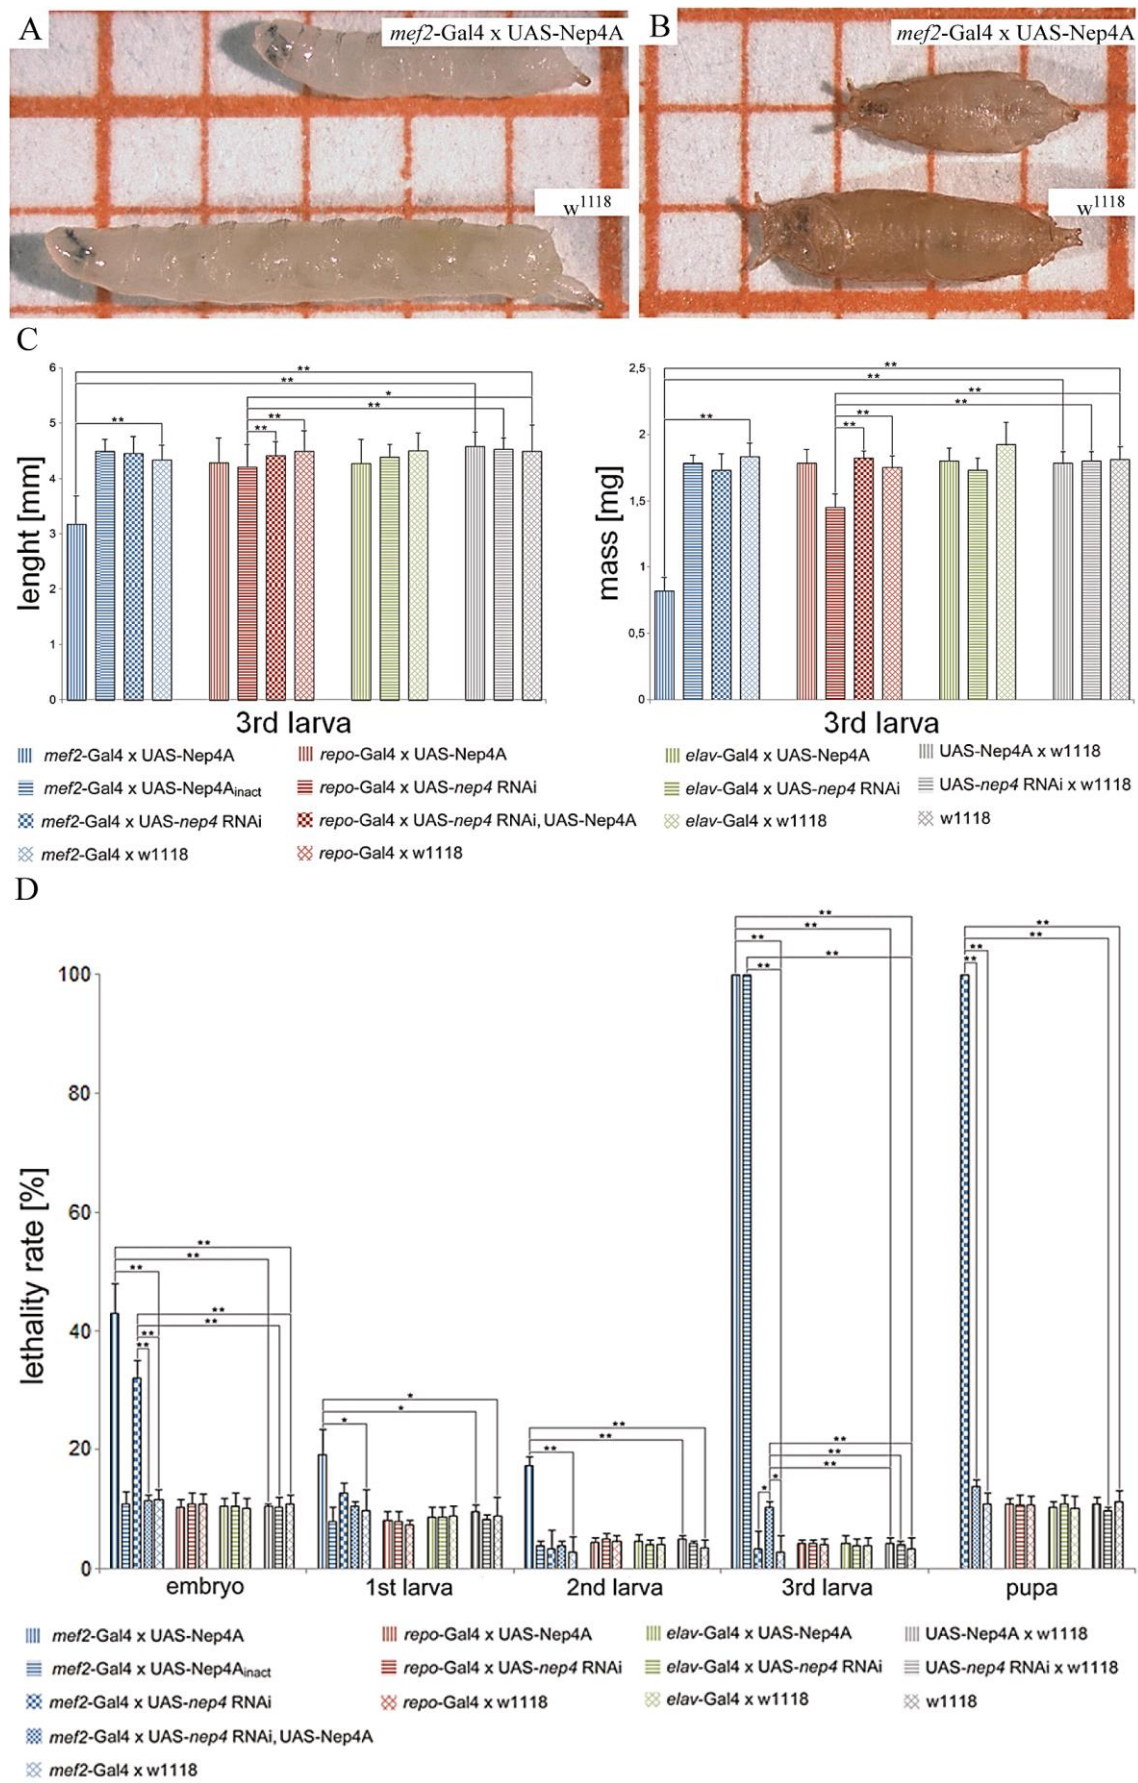 A
mef2-Gal4 x UAS-Nep4A
w1118
B
mef2-Gal4 x UAS-Nep4A
w1118
C
lenght [mm]
6
5
4
3
2
1
0
**
**
**
**
**
*
**
**
3rd larva
mass [mg]
2,5
2
1,5
1
0,5
0
**
**
**
**
**
**
**
3rd larva
mef2-Gal4 x UAS-Nep4A
mef2-Gal4 x UAS-Nep4Ainact
mef2-Gal4 x UAS-nep4 RNAi
mef2-Gal4 x w1118
repo-Gal4 x UAS-Nep4A
repo-Gal4 x UAS-nep4 RNAi
repo-Gal4 x UAS-nep4 RNAi, UAS-Nep4A
repo-Gal4 x w1118
elav-Gal4 x UAS-Nep4A
elav-Gal4 x UAS-nep4 RNAi
elav-Gal4 x w1118
UAS-Nep4A x w1118
UAS-nep4 RNAi x w1118
w1118
D
lethality rate [%]
100
80
60
40
20
0
**
**
**
**
**
**
**
*
*
*
**
**
**
**
**
**
**
**
**
**
**
*
*
**
**
**
**
embryo
1st larva
2nd larva
3rd larva
pupa
mef2-Gal4 x UAS-Nep4A
mef2-Gal4 x UAS-Nep4Ainact
mef2-Gal4 x UAS-nep4 RNAi
mef2-Gal4 x UAS-nep4 RNAi, UAS-Nep4A
mef2-Gal4 x w1118
repo-Gal4 x UAS-Nep4A
repo-Gal4 x UAS-nep4 RNAi
repo-Gal4 x w1118
elav-Gal4 x UAS-Nep4A
elav-Gal4 x UAS-nep4 RNAi
elav-Gal4 x w1118
UAS-Nep4A x w1118
UAS-nep4 RNAi x w1118
w1118